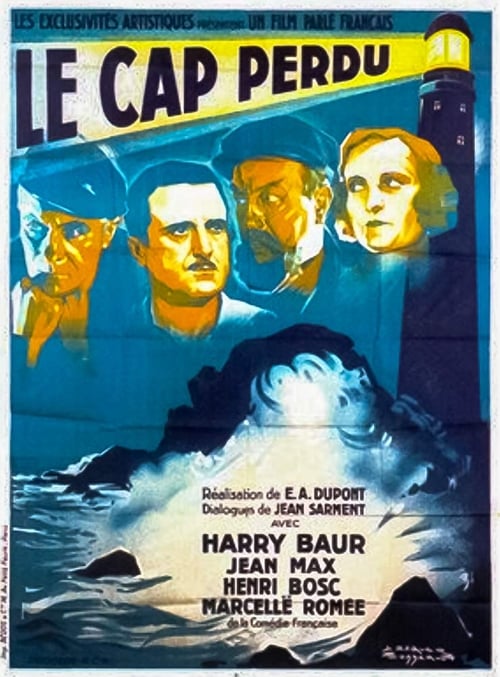 LES EXCLUSIVITÉS ARTISTIQUES PRÉSENTENT UN FILM PARLÉ FRANÇAIS
LE CAP PERDU
Réalisation de E.A. DUPONT
Dialogues de JEAN SARMENT
AVEC
HARRY BAUR
JEAN MAX
HENRI BOSC
MARCELLE ROMÉE
de la Comédie Française